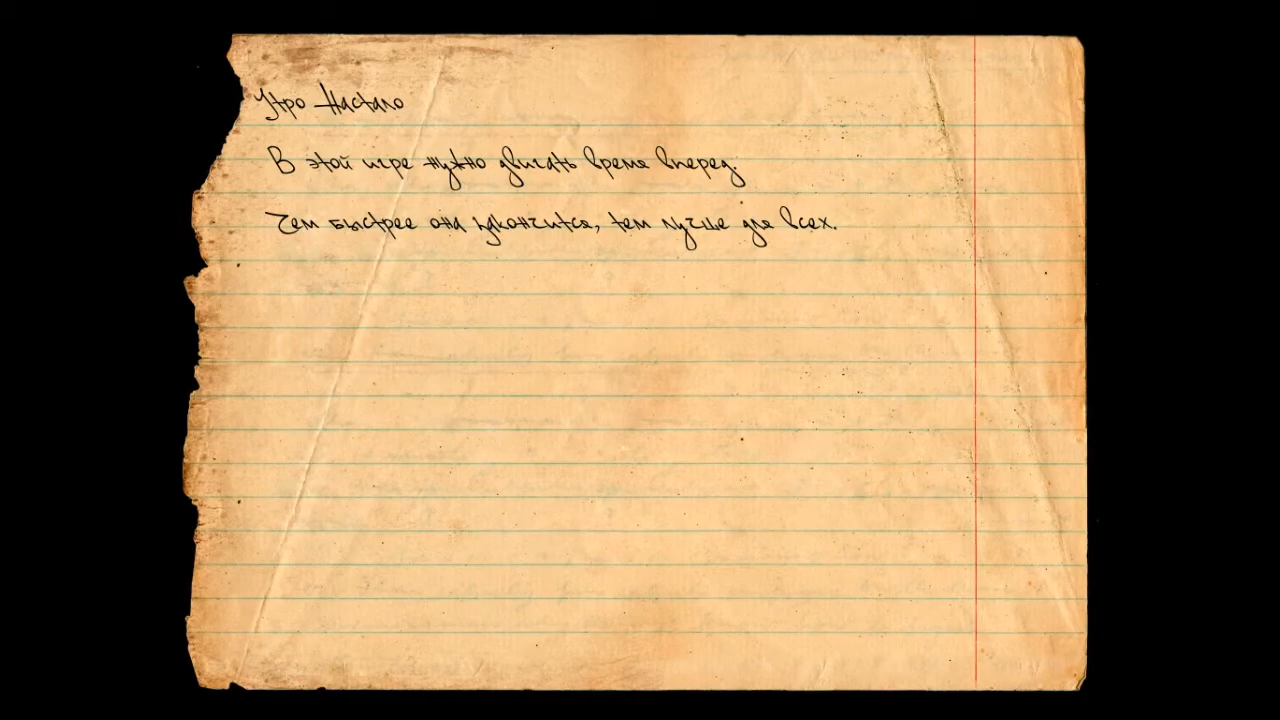 Утро Настало
В этой игре нужно двигать время вперед.
Чем быстрее она закончится, тем лучше для всех.